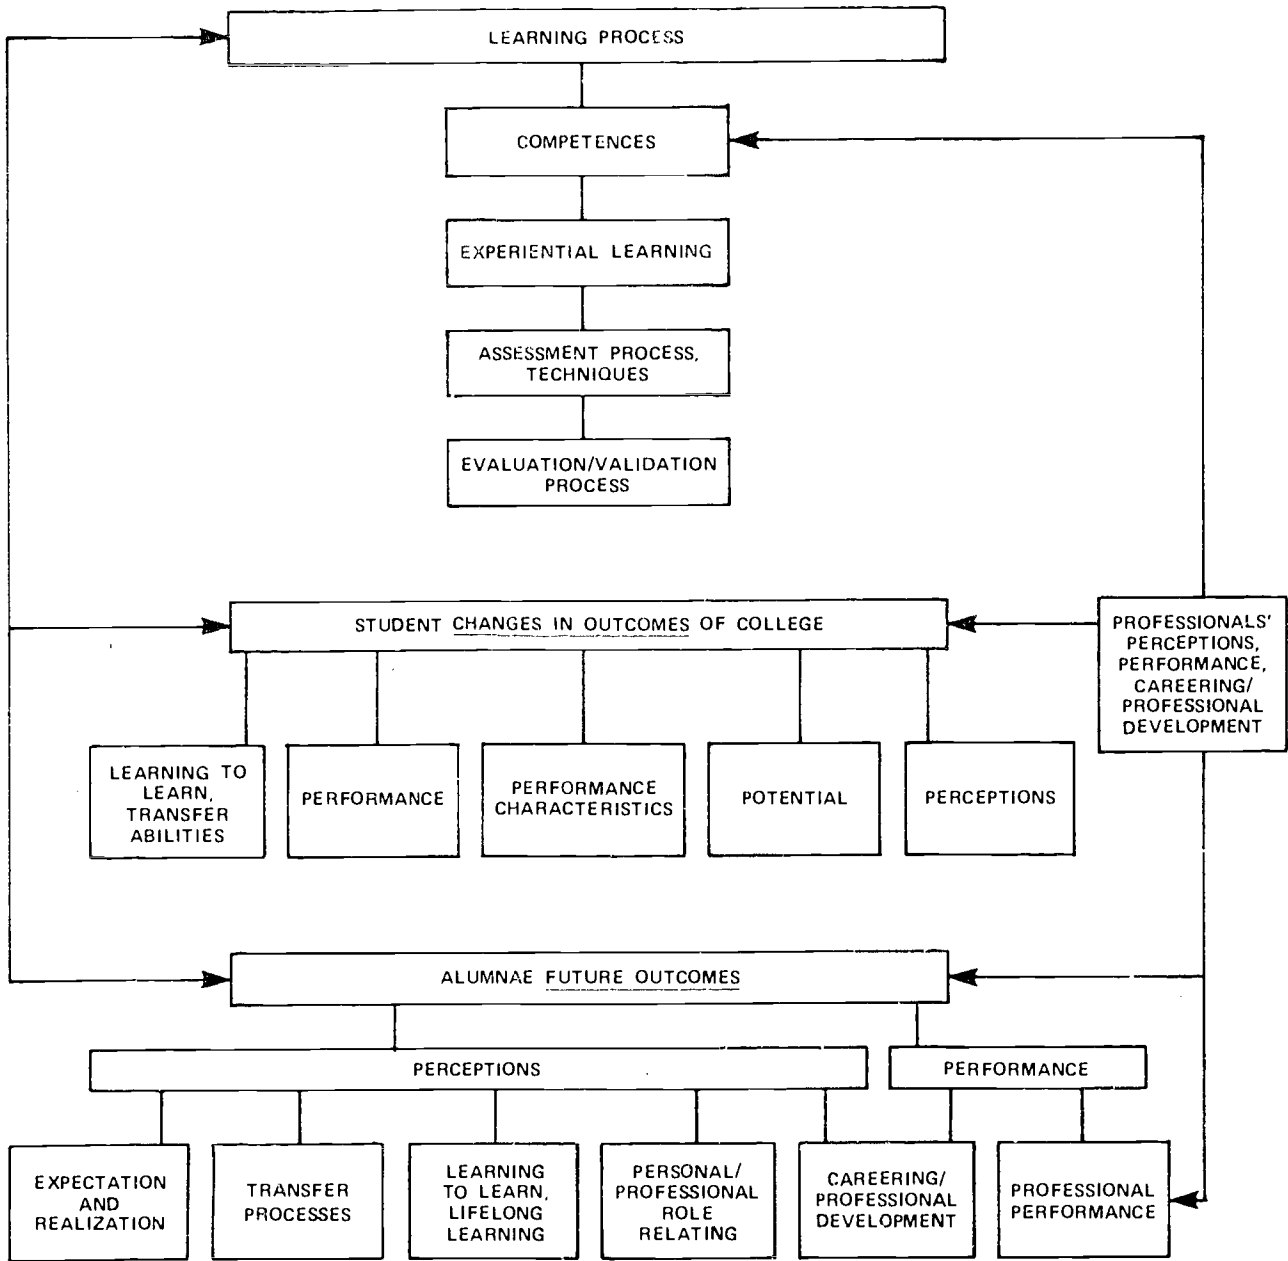 LEARNING PROCESS
COMPETENCES
EXPERIENTIAL LEARNING
ASSESSMENT PROCESS,
TECHNIQUES
EVALUATION/VALIDATION
PROCESS
STUDENT CHANGES IN OUTCOMES OF COLLEGE
PROFESSIONALS'
PERCEPTIONS,
PERFORMANCE,
CAREERING/
PROFESSIONAL
DEVELOPMENT
LEARNING TO
LEARN,
TRANSFER
ABILITIES
PERFORMANCE
PERFORMANCE
CHARACTERISTICS
POTENTIAL
PERCEPTIONS
ALUMNAE FUTURE OUTCOMES
PERCEPTIONS
PERFORMANCE
EXPECTATION
AND
REALIZATION
TRANSFER
PROCESSES
LEARNING
TO LEARN,
LIFELONG
LEARNING
PERSONAL/
PROFESSIONAL
ROLE
RELATING
CAREERING/
PROFESSIONAL
DEVELOPMENT
PROFESSIONAL
PERFORMANCE